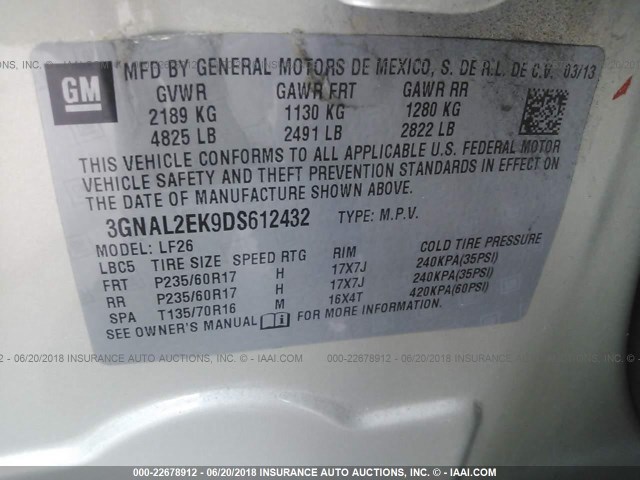 GM
MFD BY GENERAL MOTORS DE MEXICO, S. DE R.L. DE C.V. 03/13
GVWR GAWR FRT GAWR RR
2189 KG 1130 KG 1280 KG
4825 LB 2491 LB 2822 LB
THIS VEHICLE CONFORMS TO ALL APPLICABLE U.S. FEDERAL MOTOR
VEHICLE SAFETY AND THEFT PREVENTION STANDARDS IN EFFECT ON
THE DATE OF MANUFACTURE SHOWN ABOVE.
3GNAL2EK9DS612432 TYPE: M.P.V.
MODEL: LF26
LBC5 TIRE SIZE SPEED RTG RIM COLD TIRE PRESSURE
FRT P235/60R17 H 17X7J 240KPA(35PSI)
RR P235/60R17 H 17X7J 240KPA(35PSI)
SPA T135/70R16 M 16X4T 420KPA(60PSI)
SEE OWNER'S MANUAL FOR MORE INFORMATION.
000-22678912 - 06/20/2018 INSURANCE AUTO AUCTIONS, INC. © - IAAI.COM